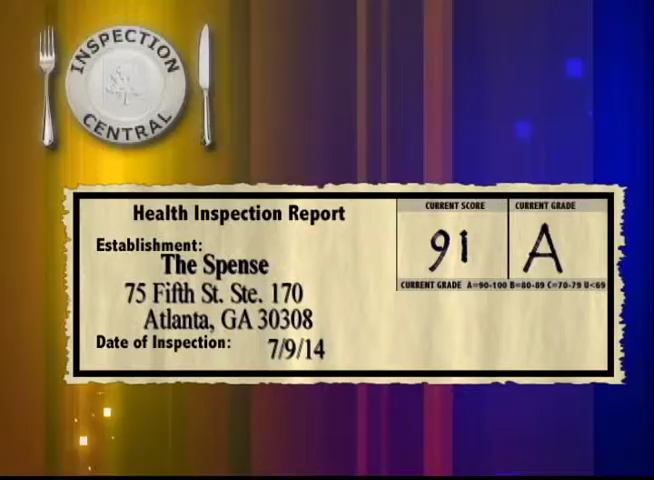 INSPECTION
CENTRAL
Health Inspection Report
CURRENT SCORE
CURRENT GRADE
Establishment:
The Spense
75 Fifth St. Ste. 170
Atlanta, GA 30308
Date of Inspection: 7/9/14
91
A
CURRENT GRADE A=90-100 B=80-89 C=70-79 U<69